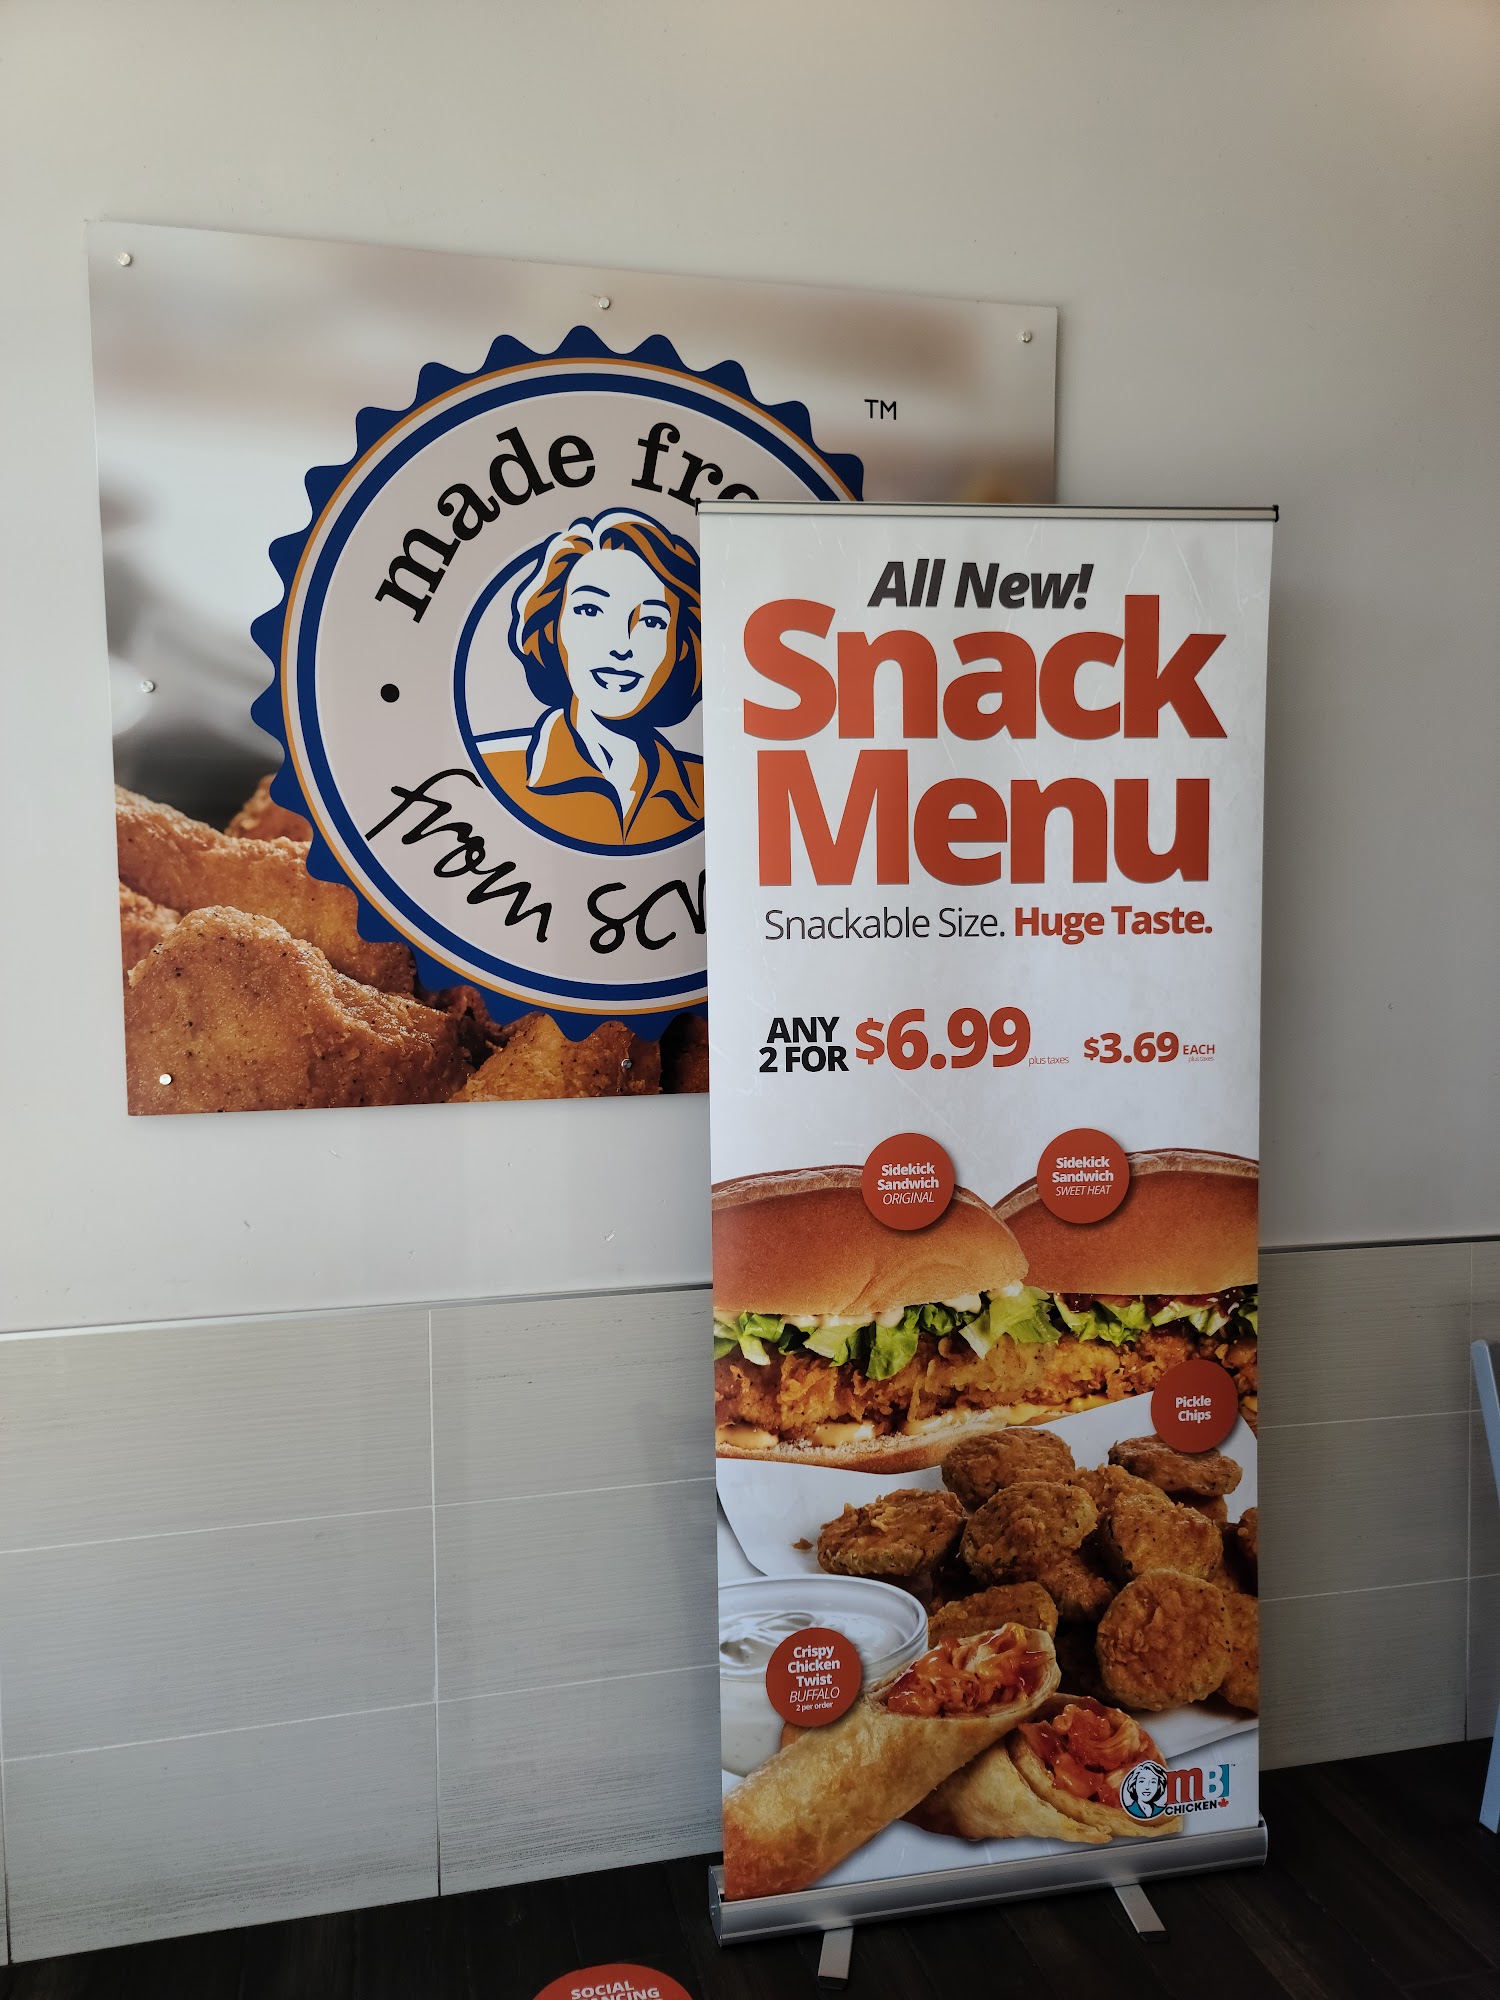 TM
made
from
All New!
Snack
Menu
Snackable Size. Huge Taste.
ANY
2 FOR $6.99 plus taxes $3.69 EACH
plus taxes
Sidekick
Sandwich
ORIGINAL
Sidekick
Sandwich
SWEET HEAT
Pickle
Chips
Crispy
Chicken
Twist
BUFFALO
2 per order
mB
CHICKEN
SOCIAL